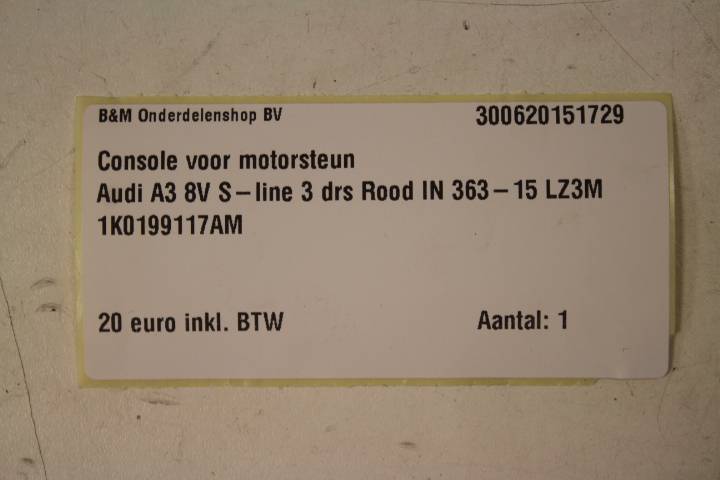 B&M Onderdelenshop BV 300620151729
Console voor motorsteun
Audi A3 8V S-line 3 drs Rood IN 363-15 LZ3M
1K0199117AM
20 euro inkl. BTW Aantal: 1